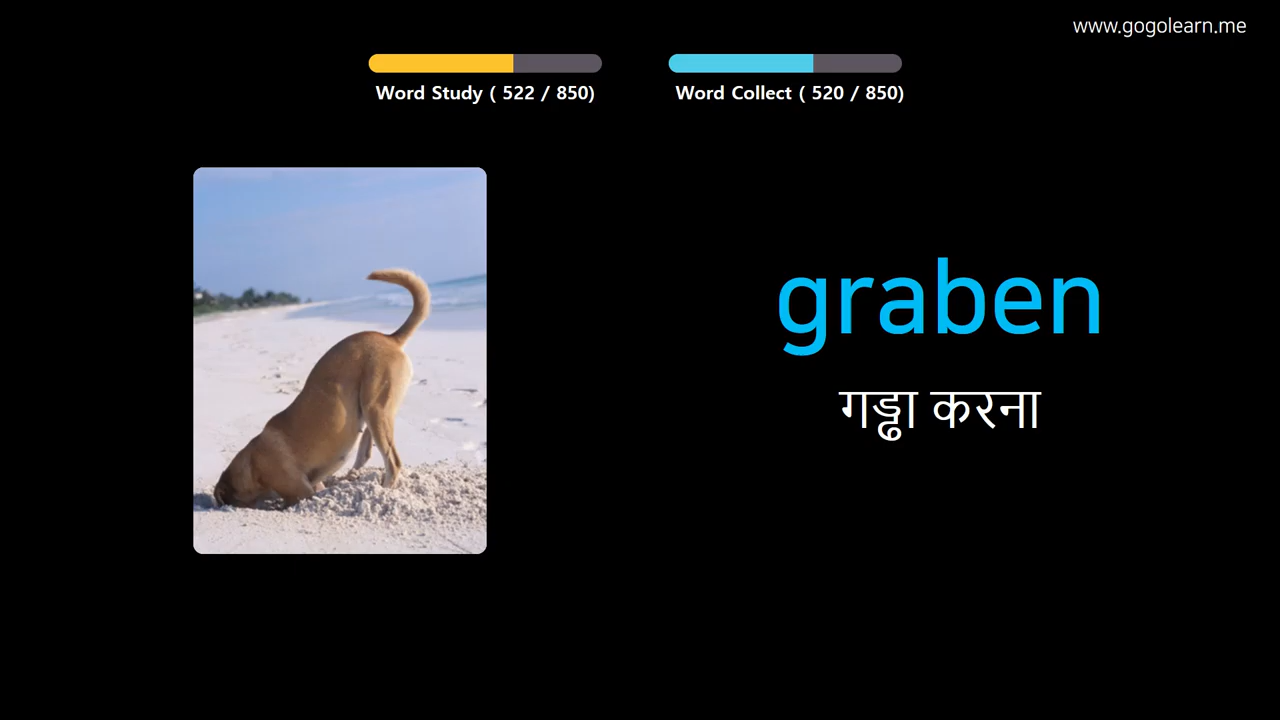 www.gogolearn.me
Word Study ( 522 / 850)
Word Collect ( 520 / 850)
graben
गड्ढा करना